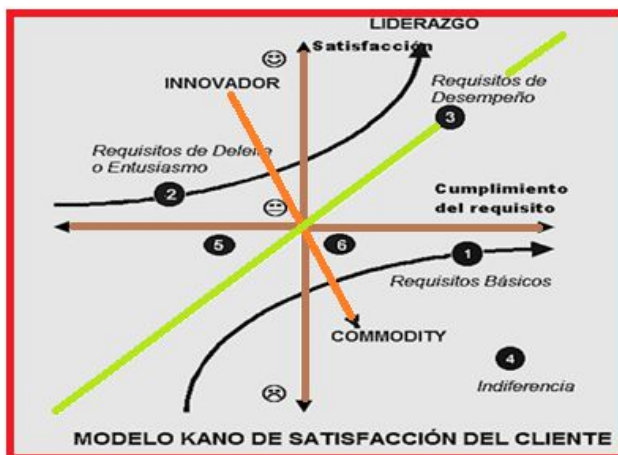 LIDERAZGO
Satisfacción
INNOVADOR
Requisitos de
Desempeño
3
Requisitos de Deleite
o Entusiasmo
2
Cumplimiento
del requisito
5
6
1
Requisitos Básicos
COMMODITY
4
Indiferencia
MODELO KANO DE SATISFACCIÓN DEL CLIENTE